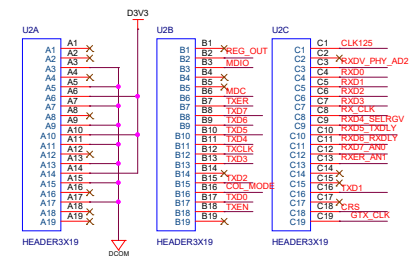 D3V3
U2A
U2B
U2C
A1 A1
A2 A2
A3 A3
A4 A4
A5 A5
A6 A6
A7 A7
A8 A8
A9 A9
A10 A10
A11 A11
A12 A12
A13 A13
A14 A14
A15 A15
A16 A16
A17 A17
A18 A18
A19 A19
HEADER3X19
DCOM
B1 B1
B2 B2 REG_OUT
B3 B3 MDIO
B4 B4
B5 B5
B6 B6 MDC
B7 B7 TXER
B8 B8 TXD7
B9 B9 TXD6
B10 B10 TXD5
B11 B11 TXD4
B12 B12 TXCLK
B13 B13 TXD3
B14 B14
B15 B15 TXD2
B16 B16 COL_MODE
B17 B17 TXD0
B18 B18 TXEN
B19 B19
HEADER3X19
C1 C1 CLK125
C2 C2
C3 C3 RXDV_PHY_AD2
C4 C4 RXD0
C5 C5 RXD1
C6 C6 RXD2
C7 C7 RXD3
C8 C8 RX_CLK
C9 C9 RXD4_SELRGV
C10 C10 RXD5_TXDLY
C11 C11 RXD6_RXDLY
C12 C12 RXD7_AN0
C13 C13 RXER_ANT
C14 C14
C15 C15
C16 C16 TXD1
C17 C17
C18 C18 CRS
C19 C19 GTX_CLK
HEADER3X19